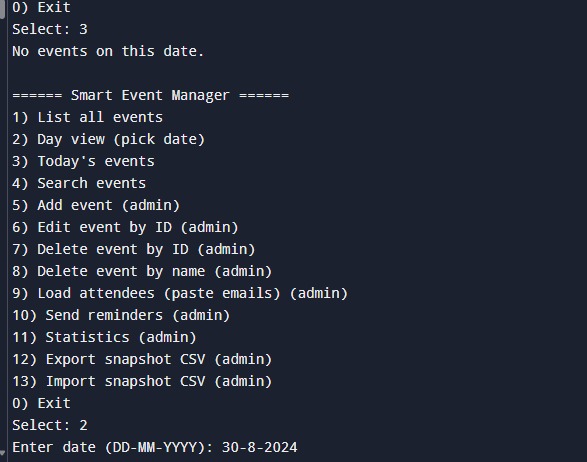 0) Exit
Select: 3
No events on this date.
====== Smart Event Manager ======
1) List all events
2) Day view (pick date)
3) Today's events
4) Search events
5) Add event (admin)
6) Edit event by ID (admin)
7) Delete event by ID (admin)
8) Delete event by name (admin)
9) Load attendees (paste emails) (admin)
10) Send reminders (admin)
11) Statistics (admin)
12) Export snapshot CSV (admin)
13) Import snapshot CSV (admin)
0) Exit
Select: 2
Enter date (DD-MM-YYYY): 30-8-2024